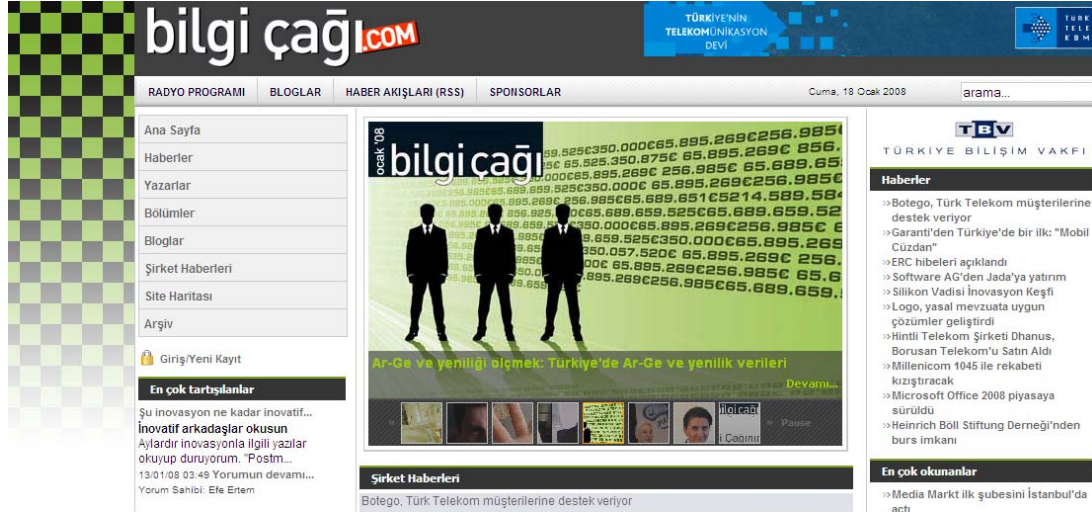 bilgi çağı.COM
TÜRKİYE'NİN
TELEKOMÜNİKASYON
DEVİ
RADYO PROGRAMI
BLOGLAR
HABER AKIŞLARI (RSS)
SPONSORLAR
Cuma, 18 Ocak 2008
arama...
Ana Sayfa
Haberler
Yazarlar
Bölümler
Bloglar
Şirket Haberleri
Site Haritası
Arşiv
Giriş/Yeni Kayıt
En çok tartışılanlar
Şu inovasyon ne kadar inovatif...
İnovatif arkadaşlar okusun
Aylardır inovasyonla ilgili yazılar
okuyup duruyorum. "Postm...
13/01/08 03:49 Yorumun devamı...
Yorum Sahibi: Efe Ertem
ocak '08
bilgi çağı
Ar-Ge ve yeniliği ölçmek: Türkiye'de Ar-Ge ve yenilik verileri
Devamı...
« » Pause
Şirket Haberleri
Botego, Türk Telekom müşterilerine destek veriyor
TBV
TÜRKİYE BİLİŞİM VAKFI
Haberler
»Botego, Türk Telekom müşterilerine
destek veriyor
»Garanti'den Türkiye'de bir ilk: "Mobil
Cüzdan"
»ERC hibeleri açıklandı
»Software AG'den Jada'ya yatırım
»Silikon Vadisi İnovasyon Keşfi
»Logo, yasal mevzuata uygun
çözümler geliştirdi
»Hintli Telekom Şirketi Dhanus,
Borusan Telekom'u Satın Aldı
»Millenicom 1045 ile rekabeti
kızıştıracak
»Microsoft Office 2008 piyasaya
sürüldü
»Heinrich Böll Stiftung Derneği'nden
burs imkanı
En çok okunanlar
»Media Markt ilk şubesini İstanbul'da
açtı